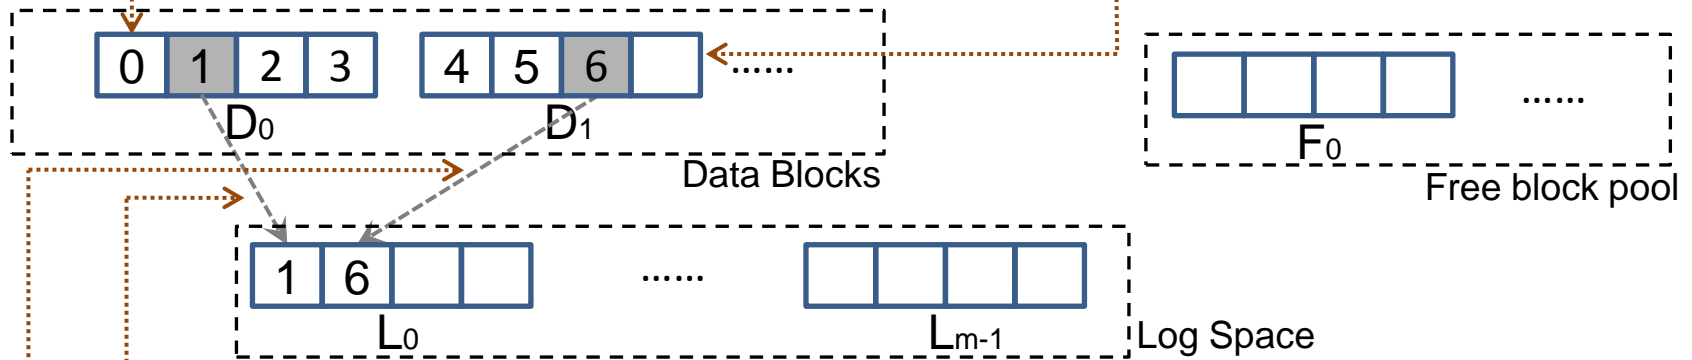 0 1 2 3 4 5 6 ......
D0 D1
......
F0
Data Blocks
Free block pool
1 6 ......
L0 Lm-1
Log Space